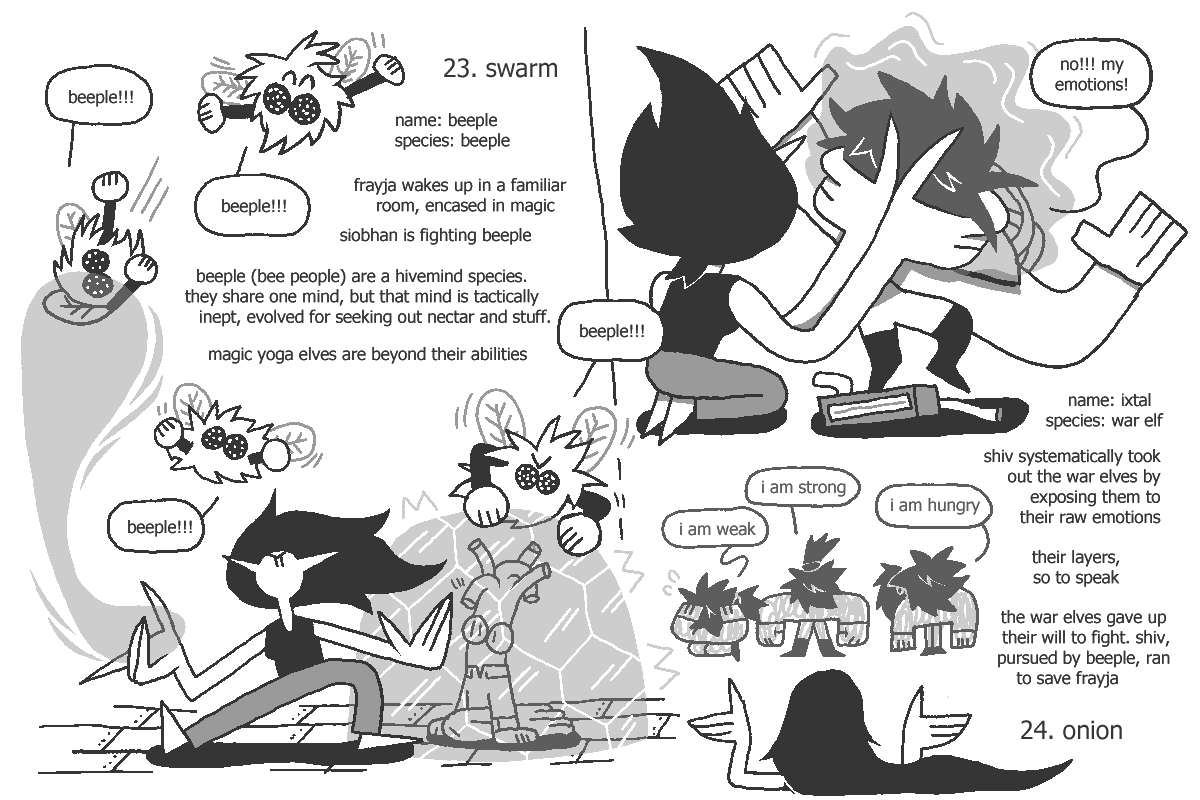 23. swarm
name: beeple
species: beeple
beeple!!!
beeple!!!
frayja wakes up in a familiar
room, encased in magic
siobhan is fighting beeple
beeple (bee people) are a hivemind species.
they share one mind, but that mind is tactically
inept, evolved for seeking out nectar and stuff.
magic yoga elves are beyond their abilities
beeple!!!
beeple!!!
no!!! my
emotions!
name: ixtal
species: war elf
shiv systematically took
out the war elves by
exposing them to
their raw emotions
i am weak
i am strong
i am hungry
their layers,
so to speak
the war elves gave up
their will to fight. shiv,
pursued by beeple, ran
to save frayja
24. onion